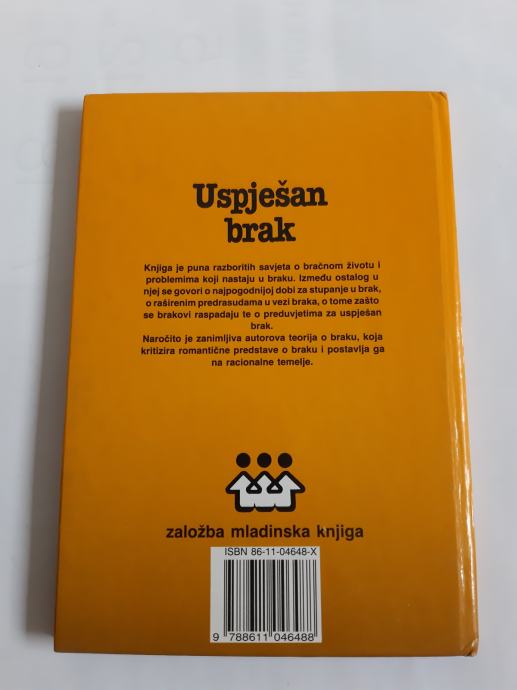 Uspješan
brak
Knjiga je puna razboritih savjeta o bračnom životu i
problemima koji nastaju u braku. Između ostalog u
njej se govori o najpogodnijoj dobi za stupanje u brak,
o raširenim predrasudama u vezi braka, o tome zašto
se brakovi raspadaju te o preduvjetima za uspješan
brak.
Naročito je zanimljiva autorova teorija o braku, koja
kritizira romantične predstave o braku i postavlja ga
na racionalne temelje.
založba mladinska knjiga
ISBN 86-11-04648-X
9 788611 046488